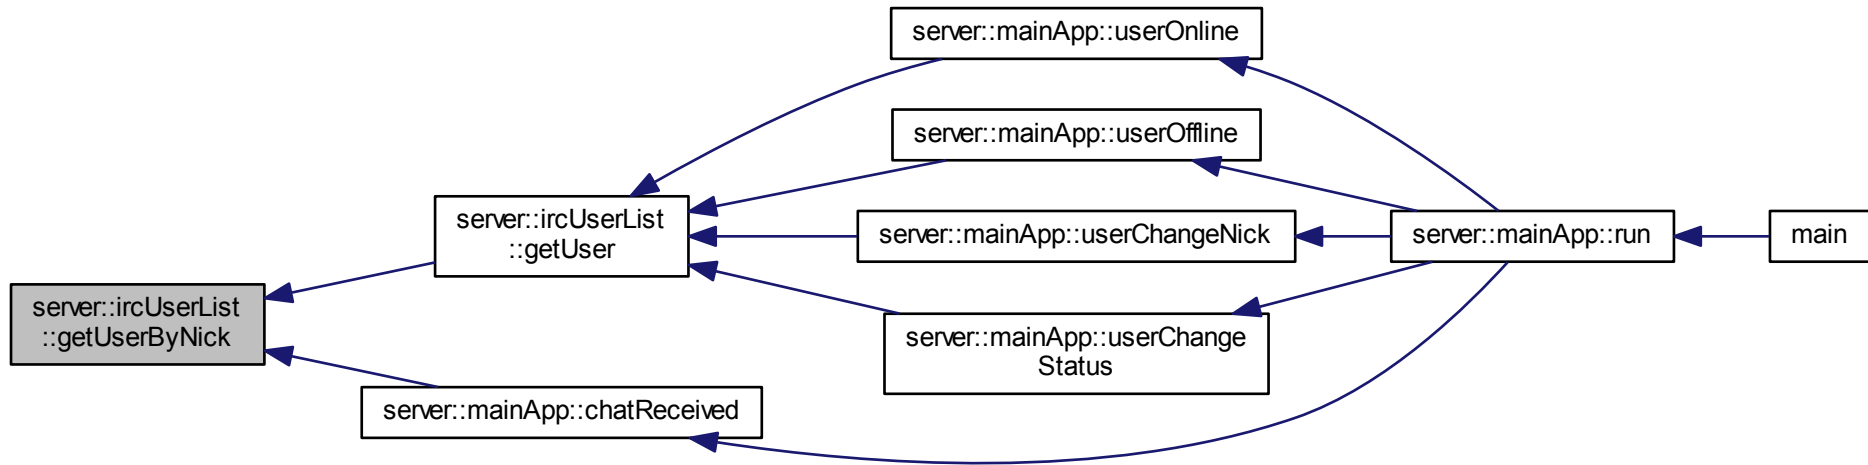 server::mainApp::userOnline
server::mainApp::userOffline
server::ircUserList
::getUser
server::mainApp::userChangeNick
server::mainApp::run
main
server::ircUserList
::getUserByNick
server::mainApp::userChange
Status
server::mainApp::chatReceived